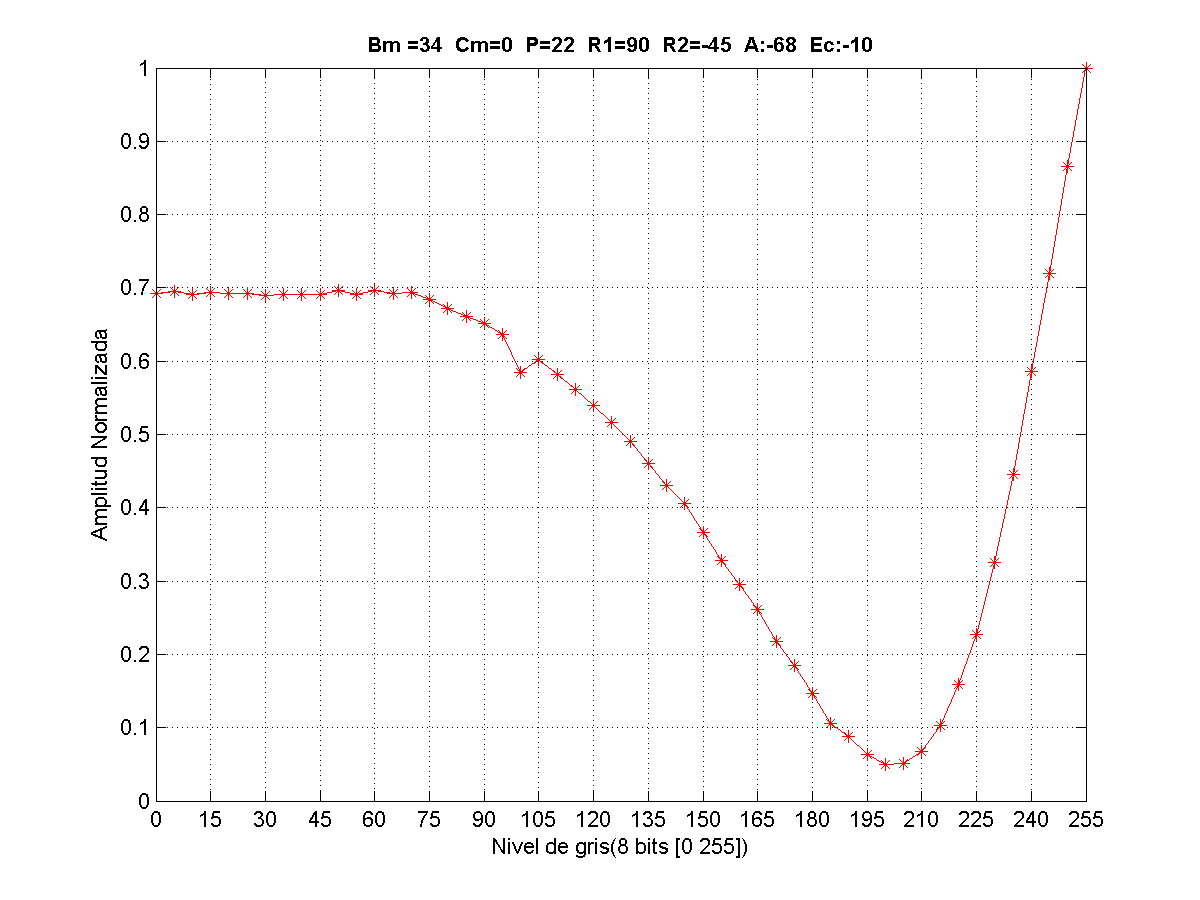 Bm =34 Cm=0 P=22 R1=90 R2=-45 A:-68 Ec:-10
1
0.9
0.8
0.7
0.6
0.5
0.4
0.3
0.2
0.1
0
Amplitud Normalizada
0 15 30 45 60 75 90 105 120 135 150 165 180 195 210 225 240 255
Nivel de gris(8 bits [0 255])